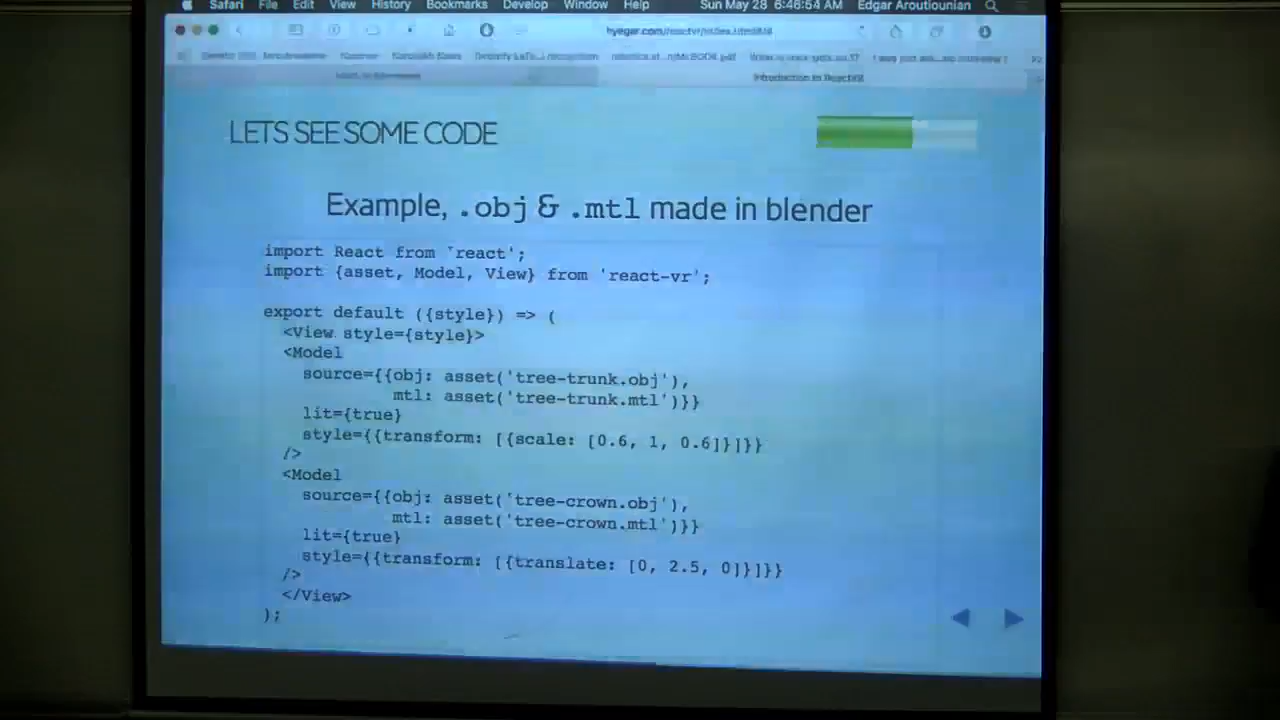 Safari File Edit View History Bookmarks Develop Window Help Sun May 28 6:46:54 AM Edgar Aroutiounian
LETS SEE SOME CODE
Example, .obj & .mtl made in blender
import React from 'react';
import {asset, Model, View} from 'react-vr';
export default ({style}) => (
<View style={style}>
<Model
source={{obj: asset('tree-trunk.obj'),
mtl: asset('tree-trunk.mtl')}}
lit={true}
style={{transform: [{scale: [0.6, 1, 0.6]}]}}
/>
<Model
source={{obj: asset('tree-crown.obj'),
mtl: asset('tree-crown.mtl')}}
lit={true}
style={{transform: [{translate: [0, 2.5, 0]}]}}
/>
</View>
);